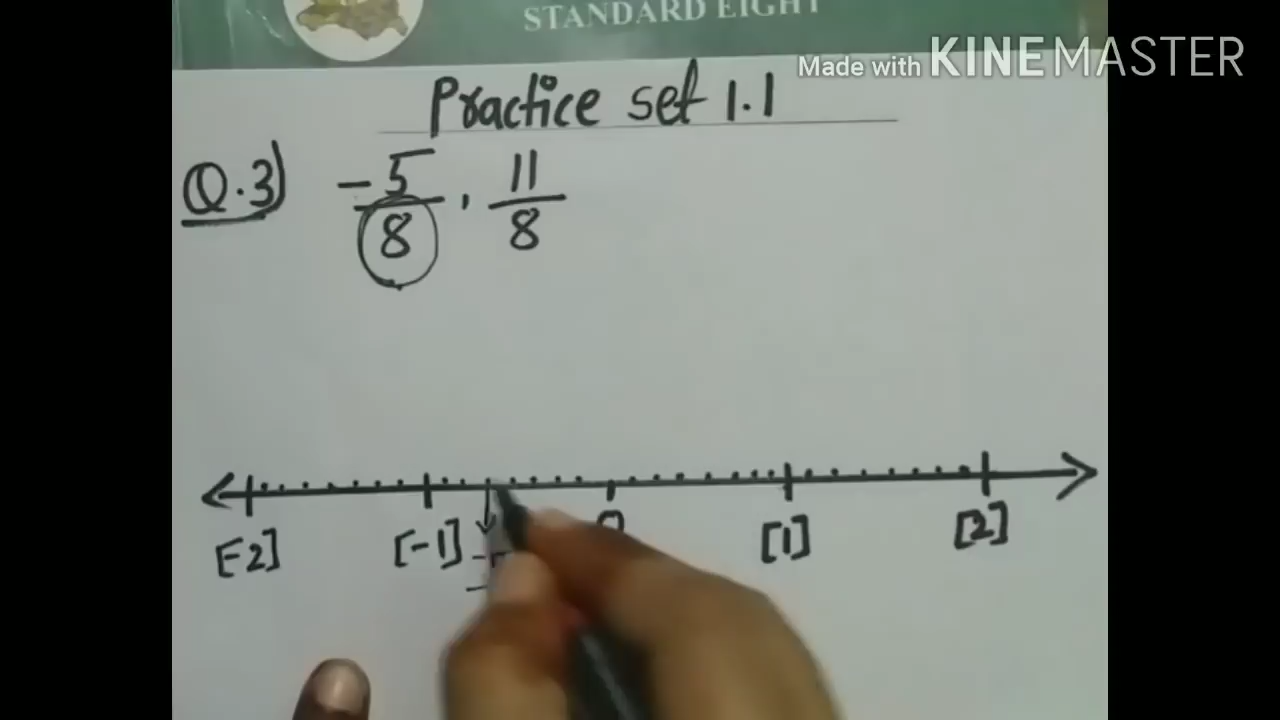 STANDARD EIGHT
Made with KINEMASTER
Practice set 1.1
Q.3) -5/8, 11/8
[-2] [-1] 0 [1] [2]